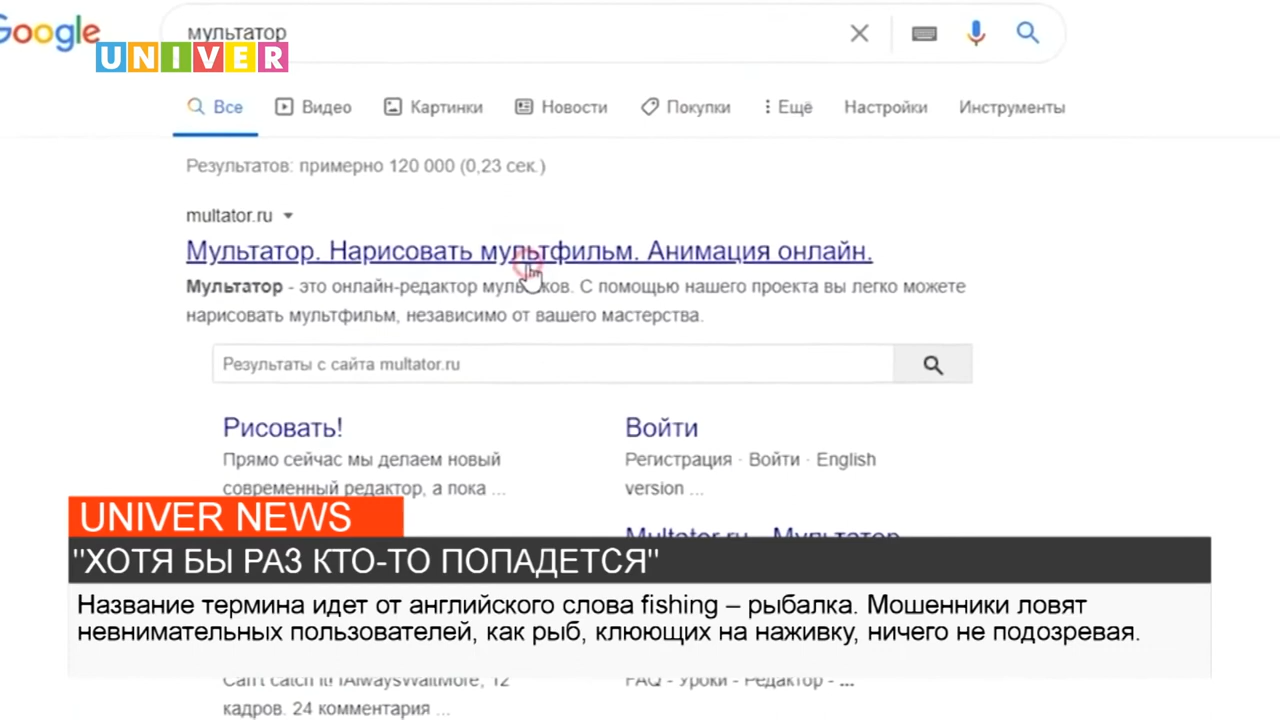 Google
мультатор
UNIVER
Все Видео Картинки Новости Покупки Ещё Настройки Инструменты
Результатов: примерно 120 000 (0,23 сек.)
multator.ru
Мультатор. Нарисовать мультфильм. Анимация онлайн.
Мультатор - это онлайн-редактор мультиков. С помощью нашего проекта вы легко можете
нарисовать мультфильм, независимо от вашего мастерства.
Результаты с сайта multator.ru
Рисовать! Войти
Прямо сейчас мы делаем новый Регистрация · Войти · English
современный редактор, а пока ... version ...
Multator.ru - Мультатор
UNIVER NEWS
"ХОТЯ БЫ РАЗ КТО-ТО ПОПАДЕТСЯ"
Название термина идет от английского слова fishing – рыбалка. Мошенники ловят
невнимательных пользователей, как рыб, клюющих на наживку, ничего не подозревая.
Can't catch it! IAlwaysWaitMore, 12 FAQ - Уроки - Редактор - ...
кадров. 24 комментария ...